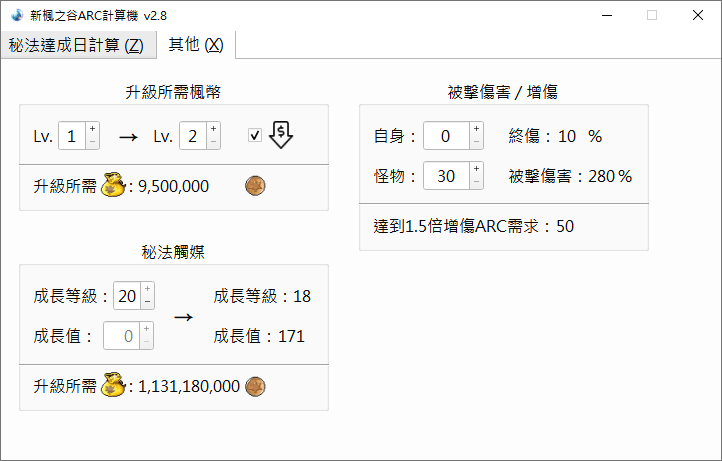 新楓之谷ARC計算機 v2.8
秘法達成日計算 (Z)
其他 (X)
升級所需楓幣
Lv. 1 → Lv. 2
升級所需 : 9,500,000
秘法觸媒
成長等級 : 20
成長值 : 0
→
成長等級 : 18
成長值 : 171
升級所需 : 1,131,180,000
被擊傷害 / 增傷
自身 : 0 終傷 : 10 %
怪物 : 30 被擊傷害 : 280 %
達到1.5倍增傷ARC需求 : 50